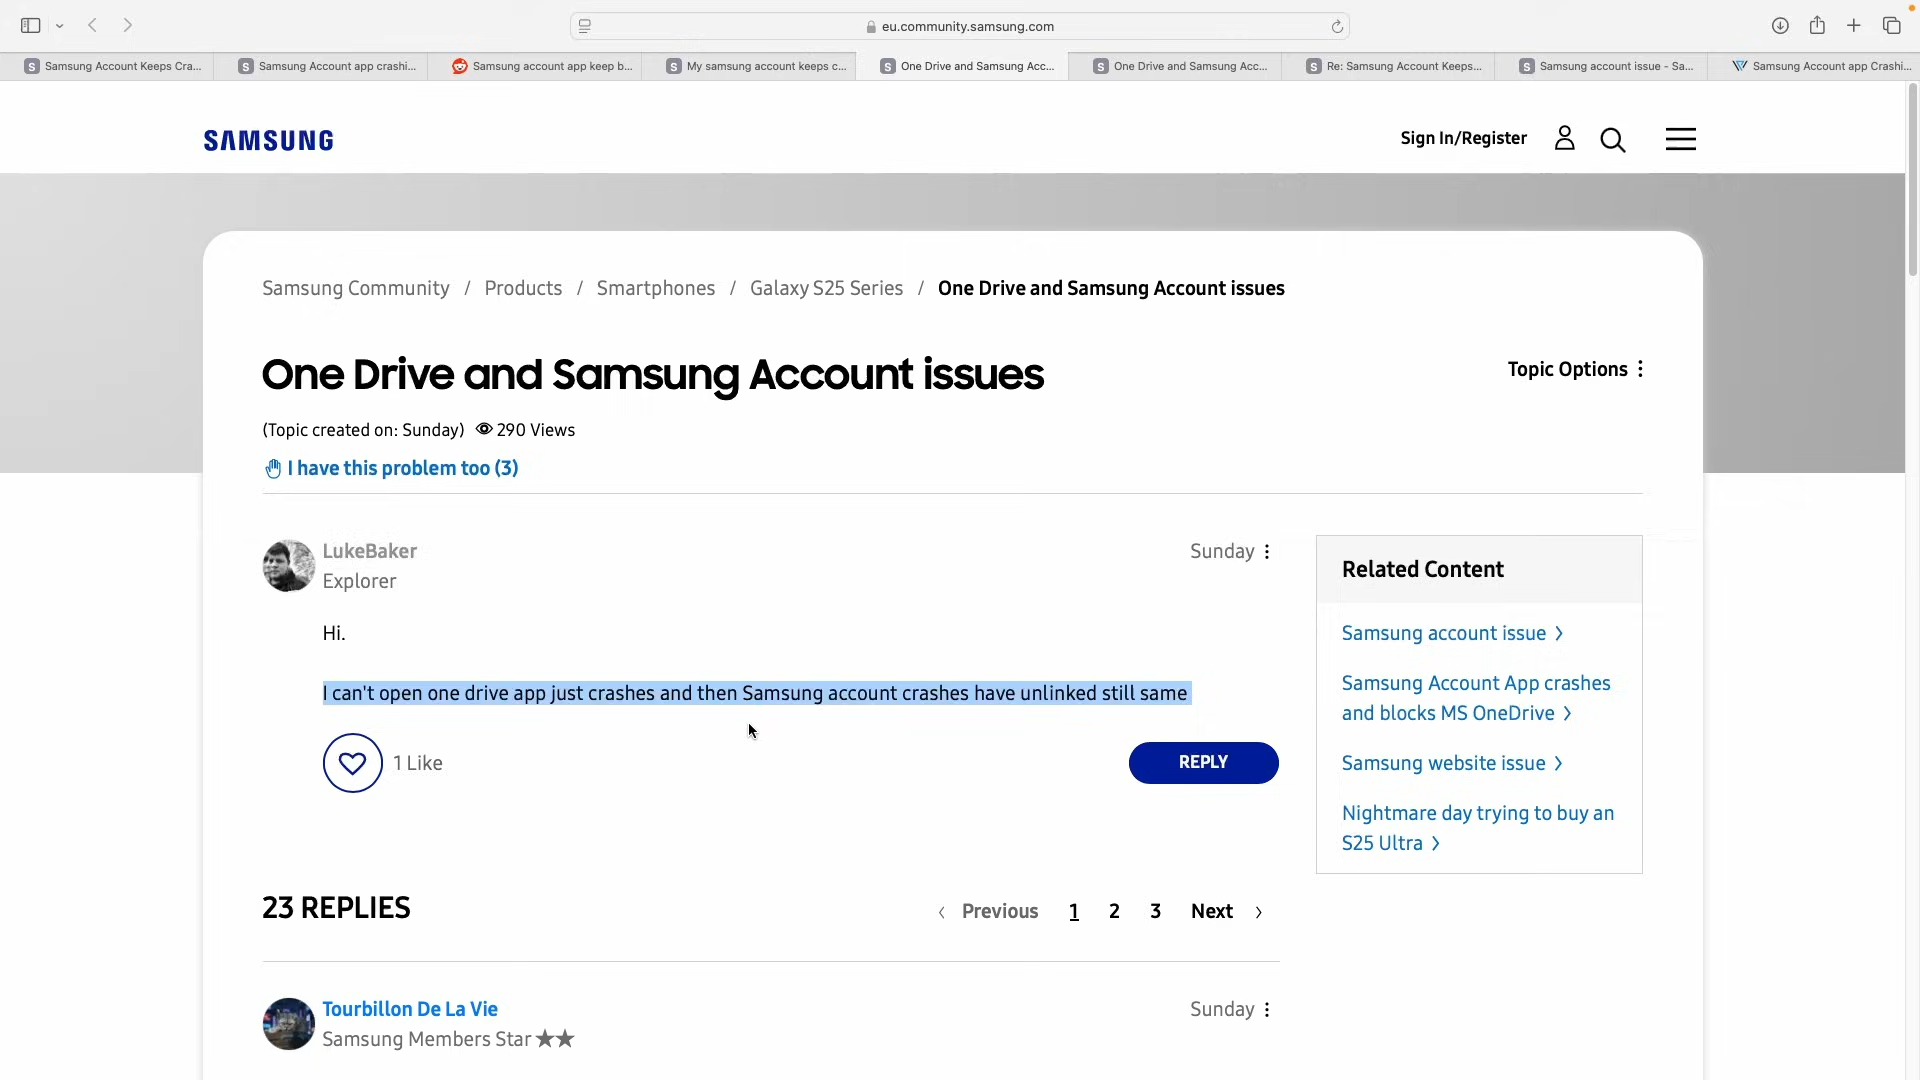 eu.community.samsung.com
Samsung Account Keeps Cra...
Samsung Account app crashi...
Samsung account app keep b...
My samsung account keeps c...
One Drive and Samsung Acc...
One Drive and Samsung Acc...
Re: Samsung Account Keeps...
Samsung account issue - Sa...
Samsung Account app Crashi...
SAMSUNG
Sign In/Register
Samsung Community / Products / Smartphones / Galaxy S25 Series / One Drive and Samsung Account issues
One Drive and Samsung Account issues
Topic Options
(Topic created on: Sunday) 290 Views
I have this problem too (3)
LukeBaker
Sunday
Explorer
Hi.
I can't open one drive app just crashes and then Samsung account crashes have unlinked still same
1 Like
REPLY
Related Content
Samsung account issue
Samsung Account App crashes
and blocks MS OneDrive
Samsung website issue
Nightmare day trying to buy an
S25 Ultra
23 REPLIES
Previous 1 2 3 Next
Tourbillon De La Vie
Sunday
Samsung Members Star ★★